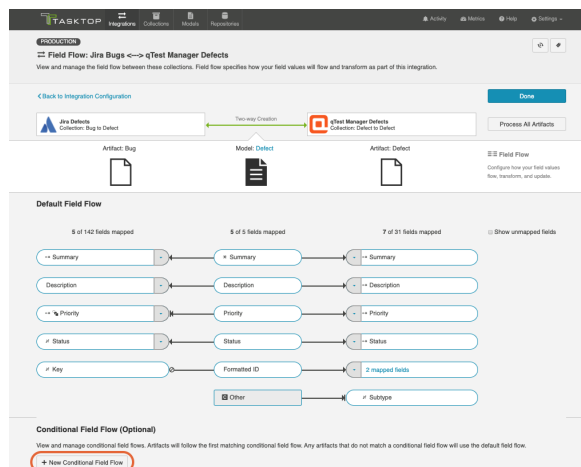 TASKTOP
Integrations
Collections
Models
Repositories
Activity
Metrics
Help
Settings
PRODUCTION
Field Flow: Jira Bugs <—> qTest Manager Defects
View and manage the field flow between these collections. Field flow specifies how your field values will flow and transform as part of this integration.
Back to Integration Configuration
Done
Jira Defects
Collection: Bug to Defect
Two-way Creation
qTest Manager Defects
Collection: Defect to Defect
Process All Artifacts
Artifact: Bug
Model: Defect
Artifact: Defect
Field Flow
Configure how your field values
flow, transform, and update.
Default Field Flow
5 of 142 fields mapped
5 of 5 fields mapped
7 of 31 fields mapped
Show unmapped fields
Summary
Summary
Summary
Description
Description
Description
Priority
Priority
Priority
Status
Status
Status
Key
Formatted ID
2 mapped fields
Other
Subtype
Conditional Field Flow (Optional)
View and manage conditional field flows. Artifacts will follow the first matching conditional field flow. Any artifacts that do not match a conditional field flow will use the default field flow.
+ New Conditional Field Flow